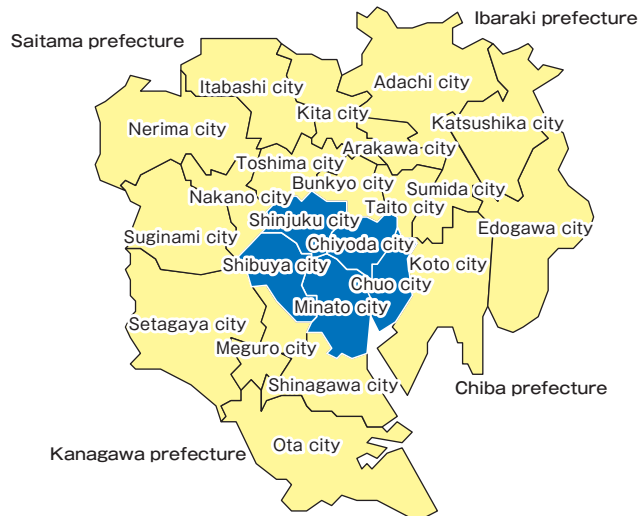 Ibaraki prefecture
Saitama prefecture
Itabashi city
Adachi city
Kita city
Katsushika city
Nerima city
Arakawa city
Toshima city
Bunkyo city
Sumida city
Nakano city
Taito city
Shinjuku city
Edogawa city
Suginami city
Chiyoda city
Shibuya city
Koto city
Chuo city
Minato city
Setagaya city
Meguro city
Shinagawa city
Chiba prefecture
Ota city
Kanagawa prefecture